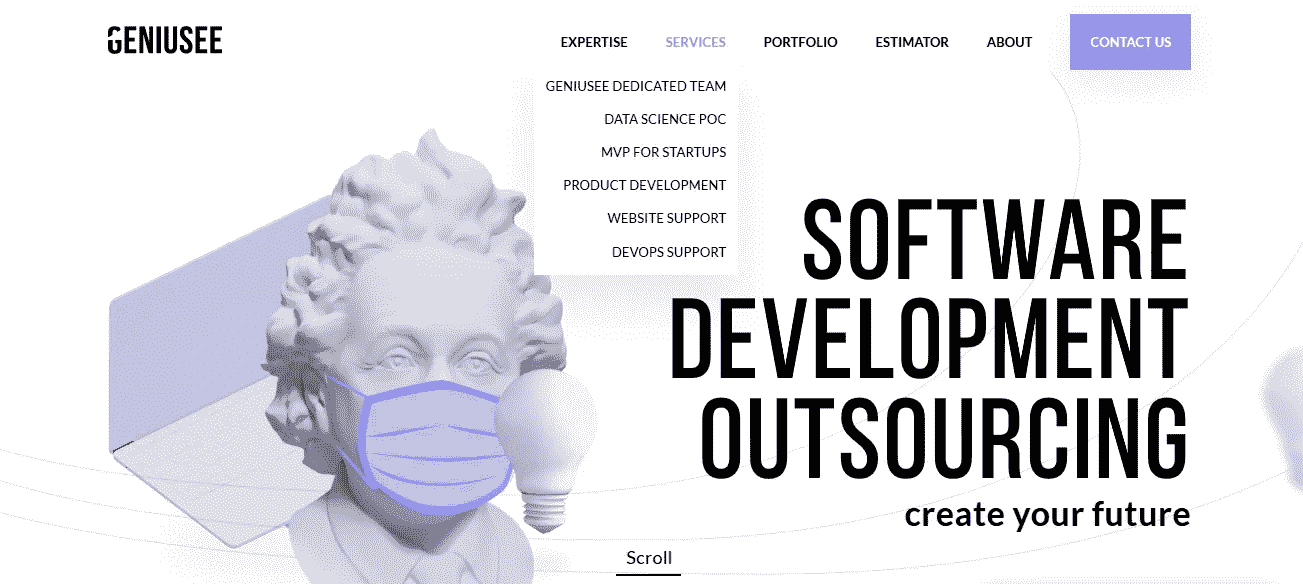 GENIUSEE
EXPERTISE SERVICES PORTFOLIO ESTIMATOR ABOUT CONTACT US
GENIUSEE DEDICATED TEAM
DATA SCIENCE POC
MVP FOR STARTUPS
PRODUCT DEVELOPMENT
WEBSITE SUPPORT
DEVOPS SUPPORT
SOFTWARE
DEVELOPMENT
OUTSOURCING
create your future
Scroll